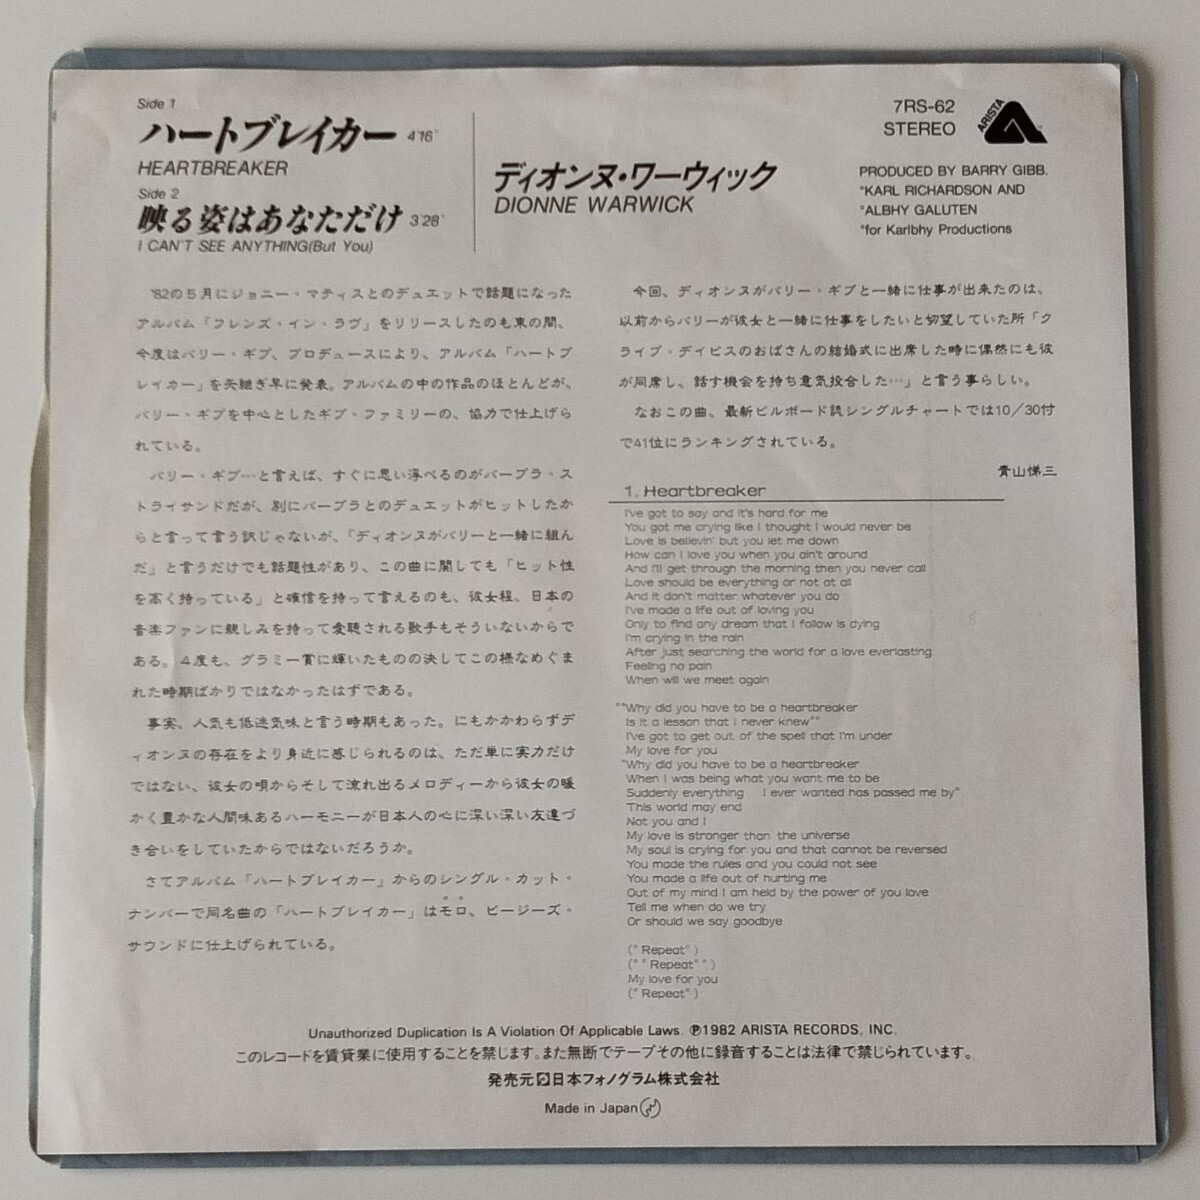 Side 1
ハートブレイカー 4'16"
HEARTBREAKER
Side 2
映る姿はあなただけ 3'28"
I CAN'T SEE ANYTHING(But You)
ディオンヌ・ワーウィック
DIONNE WARWICK
7RS-62
STEREO
ARISTA
PRODUCED BY BARRY GIBB,
*KARL RICHARDSON AND
*ALBHY GALUTEN
*for Karlbhy Productions
'82の5月にジョニー・マティスとのデュエットで話題になった
アルバム「フレンズ・イン・ラヴ」をリリースしたのも束の間、
今度はバリー・ギブ、プロデュースにより、アルバム「ハートブ
レイカー」を矢継ぎ早に発表。アルバムの中の作品のほとんどが、
バリー・ギブを中心としたギブ・ファミリーの、協力で仕上げら
れている。
バリー・ギブ…と言えば、すぐに思い浮べるのがバーブラ・ス
トライサンドだが、別にバーブラとのデュエットがヒットしたか
らと言って言う訳じゃないが、「ディオンヌがバリーと一緒に組ん
だ」と言うだけでも話題性があり、この曲に関しても「ヒット性
を高く持っている」と確信を持って言えるのも、彼女程、日本の
音楽ファンに親しみを持って愛聴される歌手もそういないからで
ある。4度も、グラミー賞に輝いたものの決してこの様なめぐま
れた時期ばかりではなかったはずである。
事実、人気も低迷気味と言う時期もあった。にもかかわらずデ
ィオンヌの存在をより身近に感じられるのは、ただ単に実力だけ
ではない、彼女の唄からそして流れ出るメロディーから彼女の暖
かく豊かな人間味あるハーモニーが日本人の心に深い深い友達づ
き合いをしていたからではないだろうか。
さてアルバム「ハートブレイカー」からのシングル・カット・
ナンバーで同名曲の「ハートブレイカー」はモロ、ビージーズ・
サウンドに仕上げられている。
今回、ディオンヌがバリー・ギブと一緒に仕事が出来たのは、
以前からバリーが彼女と一緒に仕事をしたいと切望していた所「ク
ライブ・デイビスのおばさんの結婚式に出席した時に偶然にも彼
が同席し、話す機会を持ち意気投合した…」と言う事らしい。
なおこの曲、最新ビルボード誌シングルチャートでは10/30付
で41位にランキングされている。
青山悌三
1. Heartbreaker
I've got to say and it's hard for me
You got me crying like I thought I would never be
Love is believin' but you let me down
How can I love you when you ain't around
And I'll get through the morning then you never call
Love should be everything or not at all
And it don't matter whatever you do
I've made a life out of loving you
Only to find any dream that I follow is dying
I'm crying in the rain
After just searching the world for a love everlasting
Feeling no pain
When will we meet again
**Why did you have to be a heartbreaker
Is it a lesson that I never knew**
I've got to get out of the spell that I'm under
My love for you
*Why did you have to be a heartbreaker
When I was being what you want me to be
Suddenly everything I ever wanted has passed me by*
This world may end
Not you and I
My love is stronger than the universe
My soul is crying for you and that cannot be reversed
You made the rules and you could not see
You made a life out of hurting me
Out of my mind I am held by the power of you love
Tell me when do we try
Or should we say goodbye
(* Repeat* )
(* * Repeat* * )
My love for you
(* Repeat* )
Unauthorized Duplication Is A Violation Of Applicable Laws. ℗1982 ARISTA RECORDS, INC.
このレコードを賃貸業に使用することを禁じます。また無断でテープその他に録音することは法律で禁じられています。
発売元 日本フォノグラム株式会社
Made in Japan